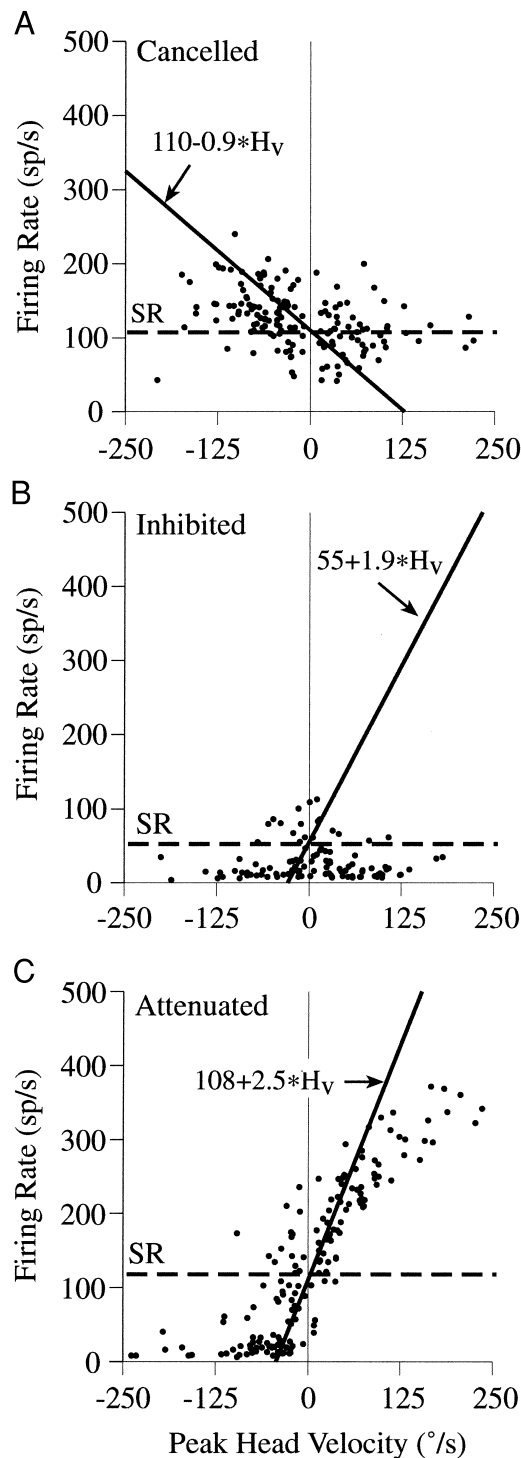 A
500
Cancelled
400
110-0.9*Hv
300
Firing Rate (sp/s)
200
SR
100
0
-250 -125 0 125 250
B
500
Inhibited
55+1.9*Hv
400
300
Firing Rate (sp/s)
200
100
SR
0
-250 -125 0 125 250
C
500
Attenuated
400
108+2.5*Hv
300
Firing Rate (sp/s)
200
SR
100
0
-250 -125 0 125 250
Peak Head Velocity (°/s)